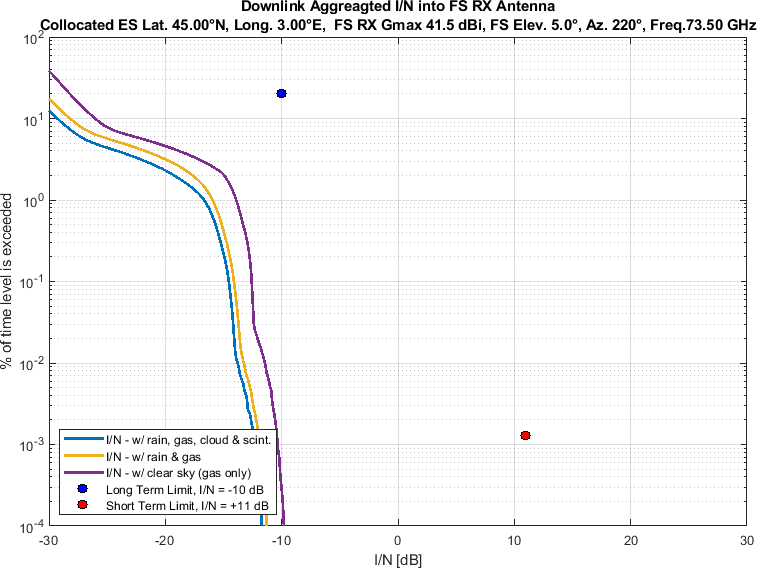 Downlink Aggreagted I/N into FS RX Antenna
Collocated ES Lat. 45.00°N, Long. 3.00°E, FS RX Gmax 41.5 dBi, FS Elev. 5.0°, Az. 220°, Freq.73.50 GHz
% of time level is exceeded
10^2
10^1
10^0
10^-1
10^-2
10^-3
10^-4
I/N - w/ rain, gas, cloud & scint.
I/N - w/ rain & gas
I/N - w/ clear sky (gas only)
Long Term Limit, I/N = -10 dB
Short Term Limit, I/N = +11 dB
-30 -20 -10 0 10 20 30
I/N [dB]